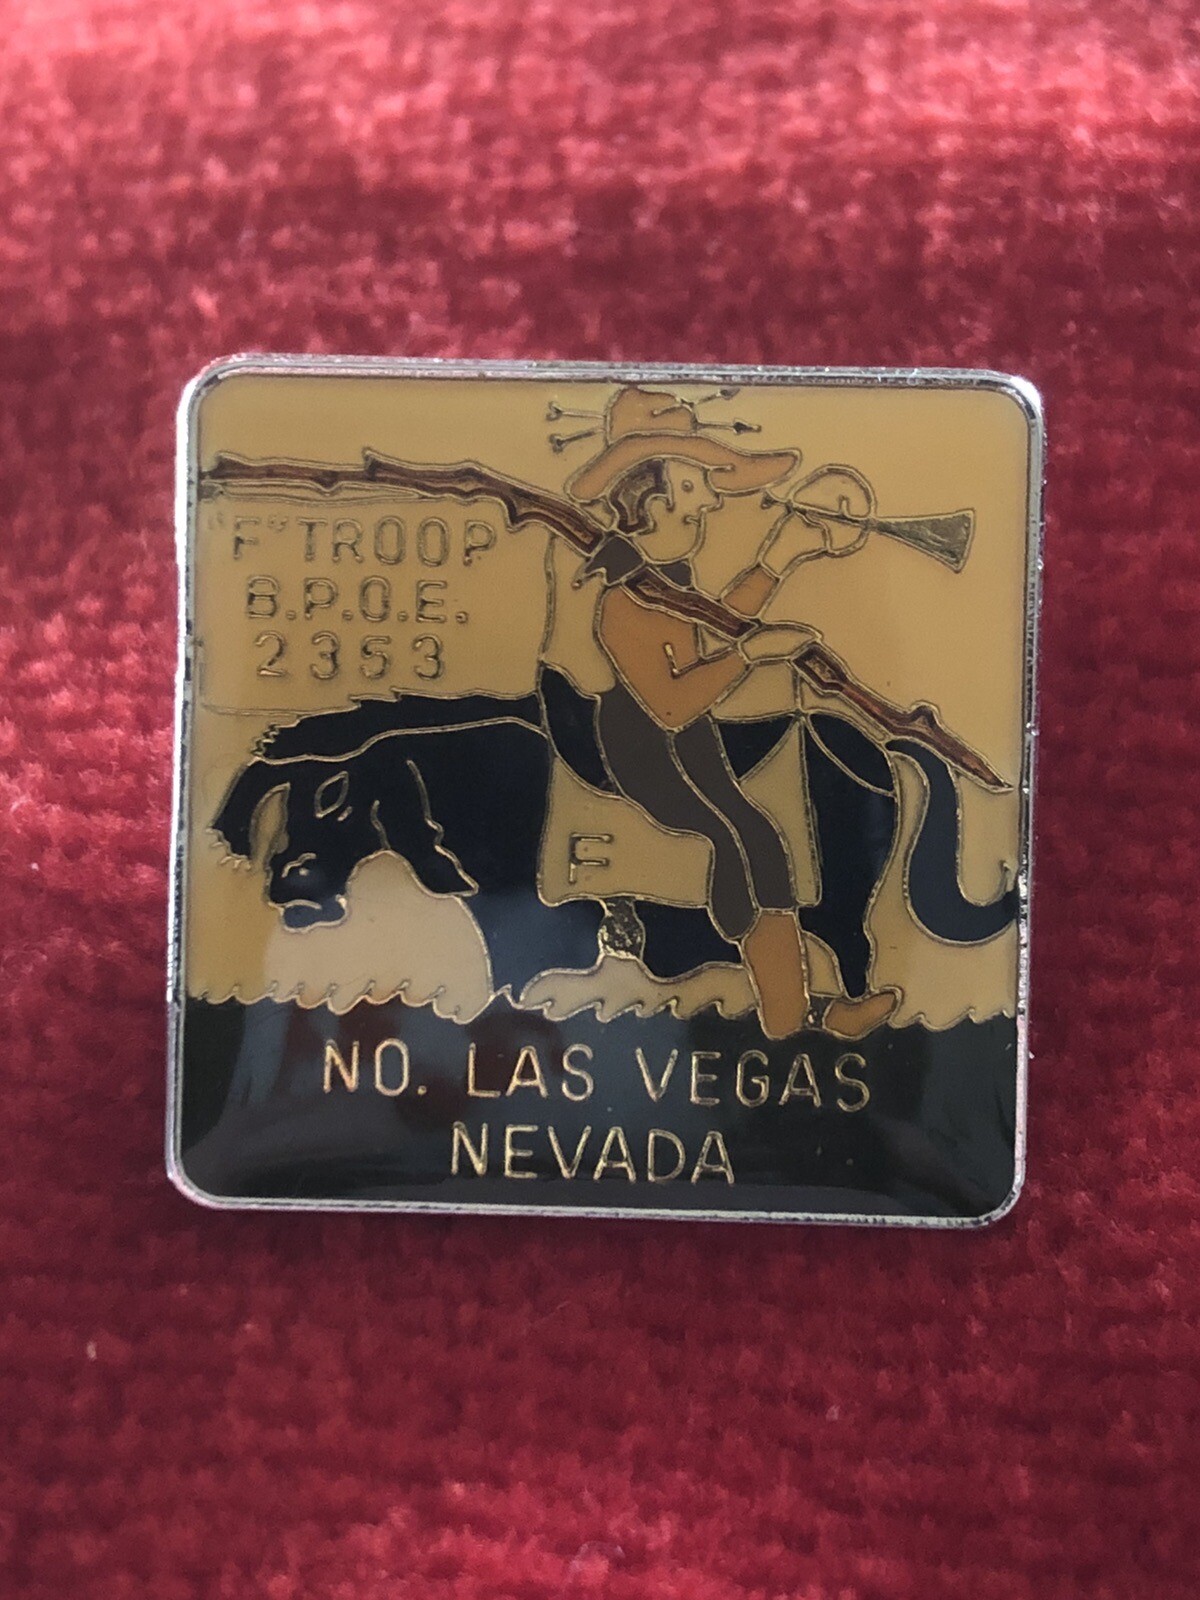 "F" TROOP
B.P.O.E.
2353
F
NO. LAS VEGAS
NEVADA